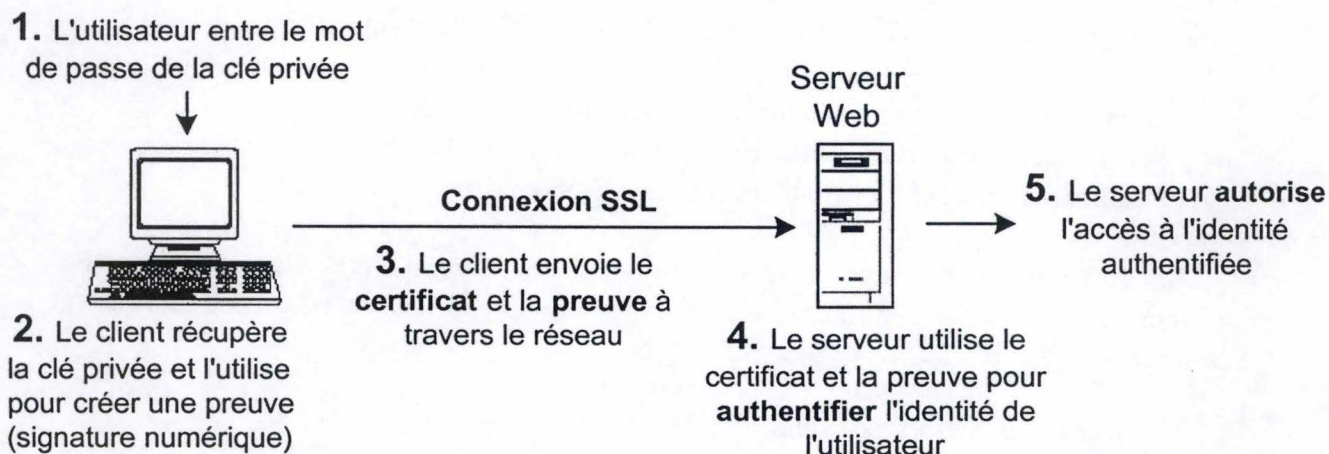 1. L'utilisateur entre le mot
de passe de la clé privée
Serveur
Web
Connexion SSL
5. Le serveur autorise
l'accès à l'identité
authentifiée
3. Le client envoie le
certificat et la preuve à
travers le réseau
2. Le client récupère
la clé privée et l'utilise
pour créer une preuve
(signature numérique)
4. Le serveur utilise le
certificat et la preuve pour
authentifier l'identité de
l'utilisateur